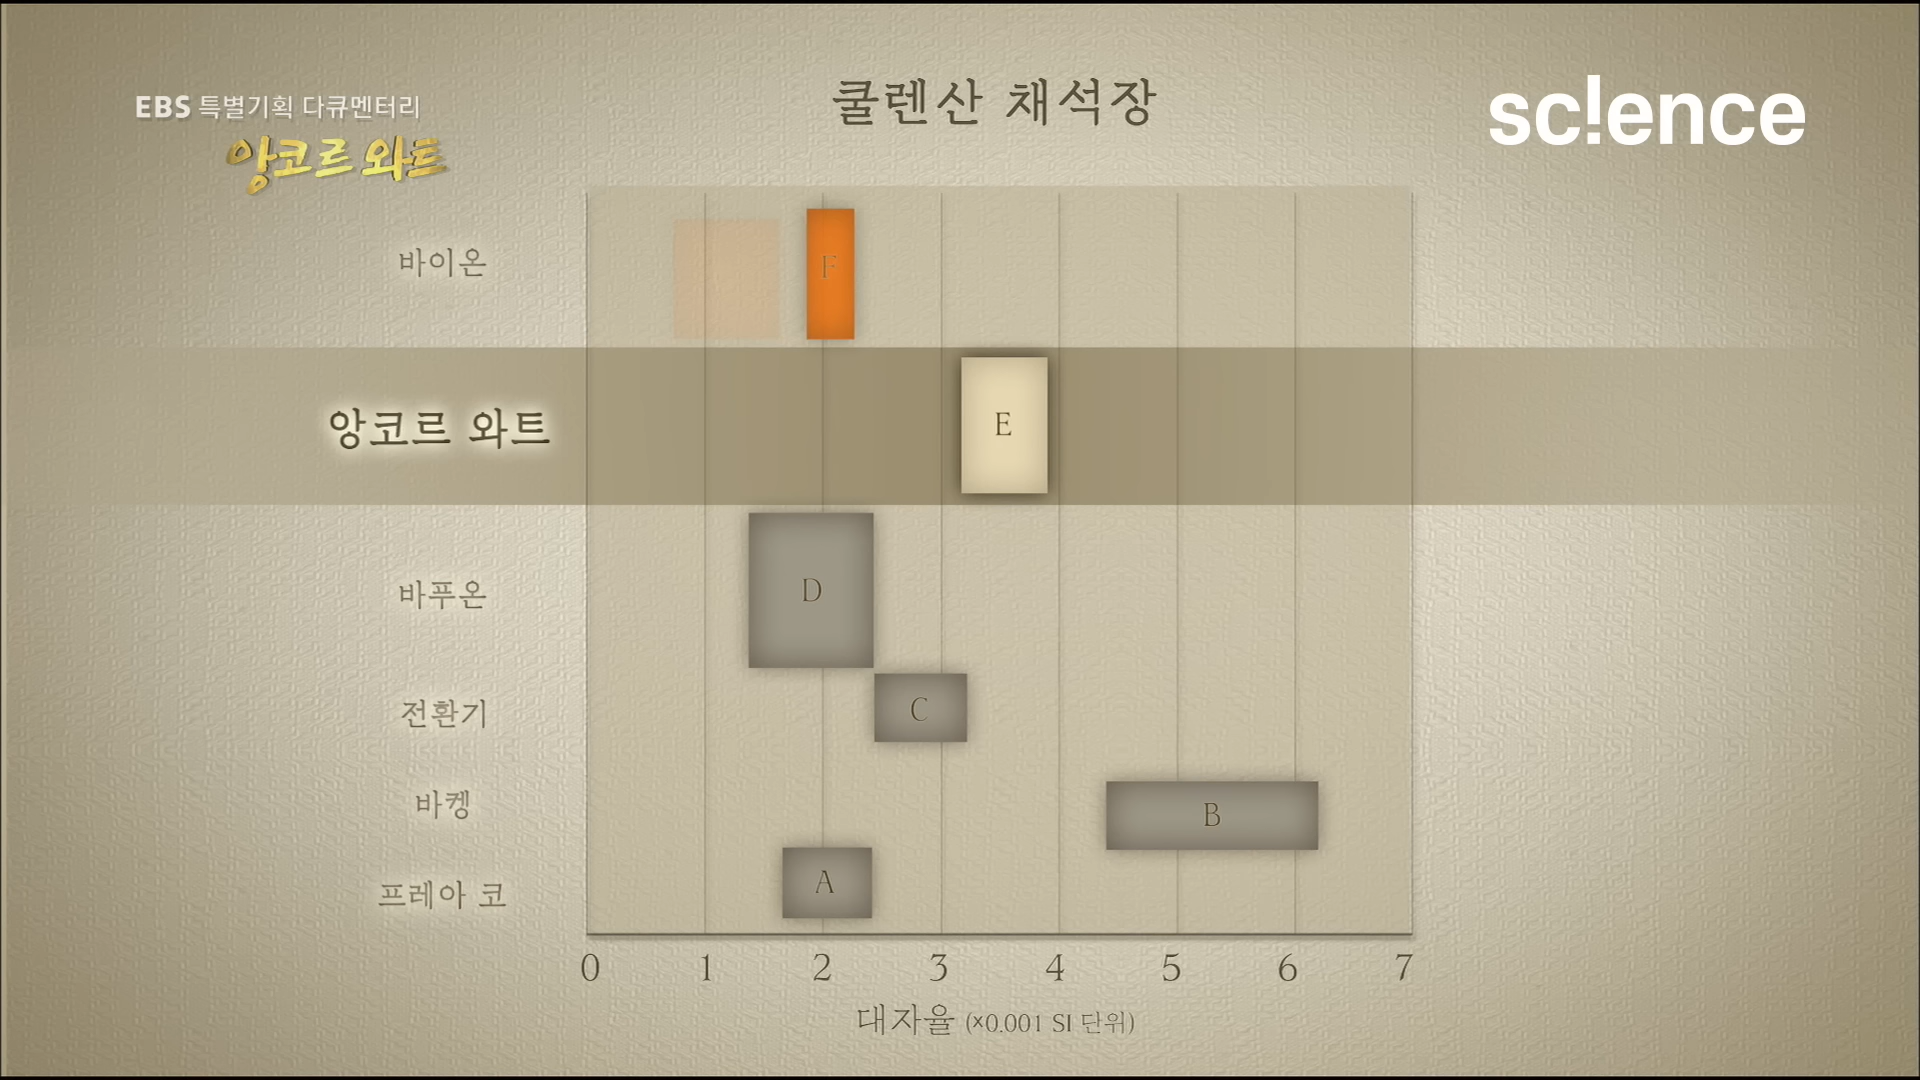 EBS 특별기획 다큐멘터리
앙코르 와트
쿨렌산 채석장
sc!ence
바이온
F
앙코르 와트
E
바푸온
D
전환기
C
바켕
B
프레아 코
A
0 1 2 3 4 5 6 7
대자율 (×0.001 SI 단위)